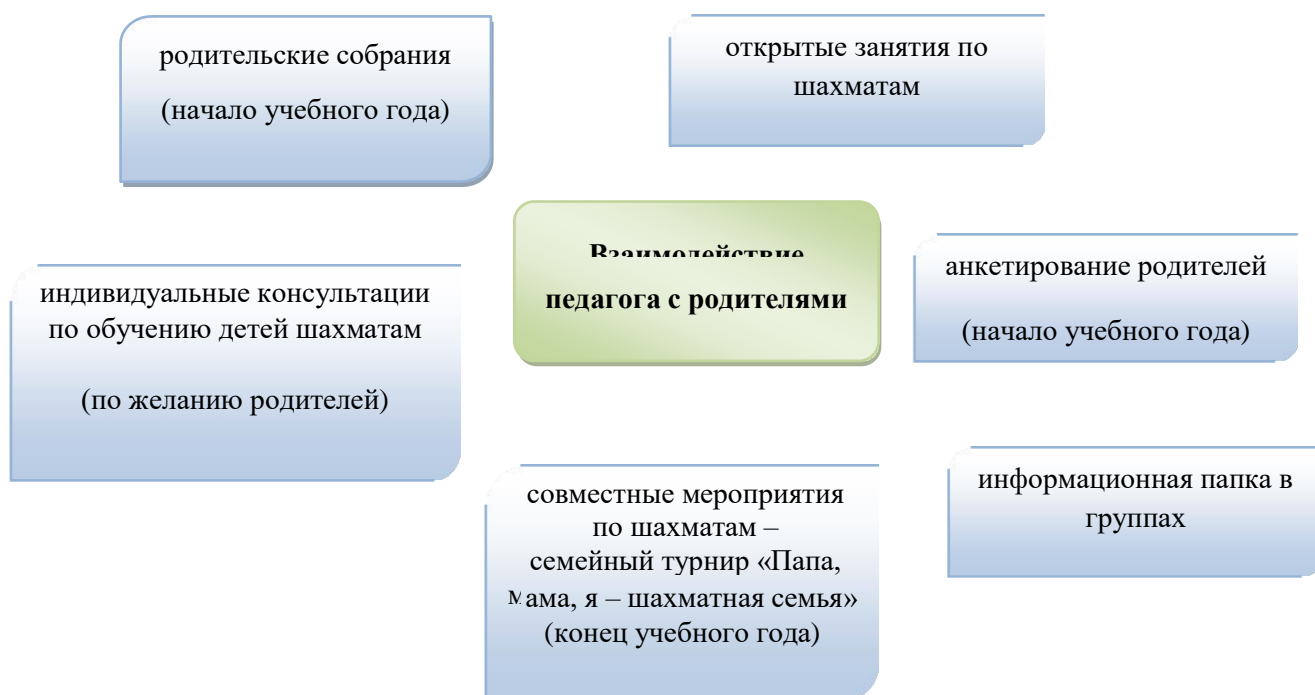 родительские собрания
(начало учебного года)
открытые занятия по
шахматам
Взаимодействие
педагога с родителями
анкетирование родителей
(начало учебного года)
индивидуальные консультации
по обучению детей шахматам
(по желанию родителей)
совместные мероприятия
по шахматам –
семейный турнир «Папа,
мама, я – шахматная семья»
(конец учебного года)
информационная папка в
группах